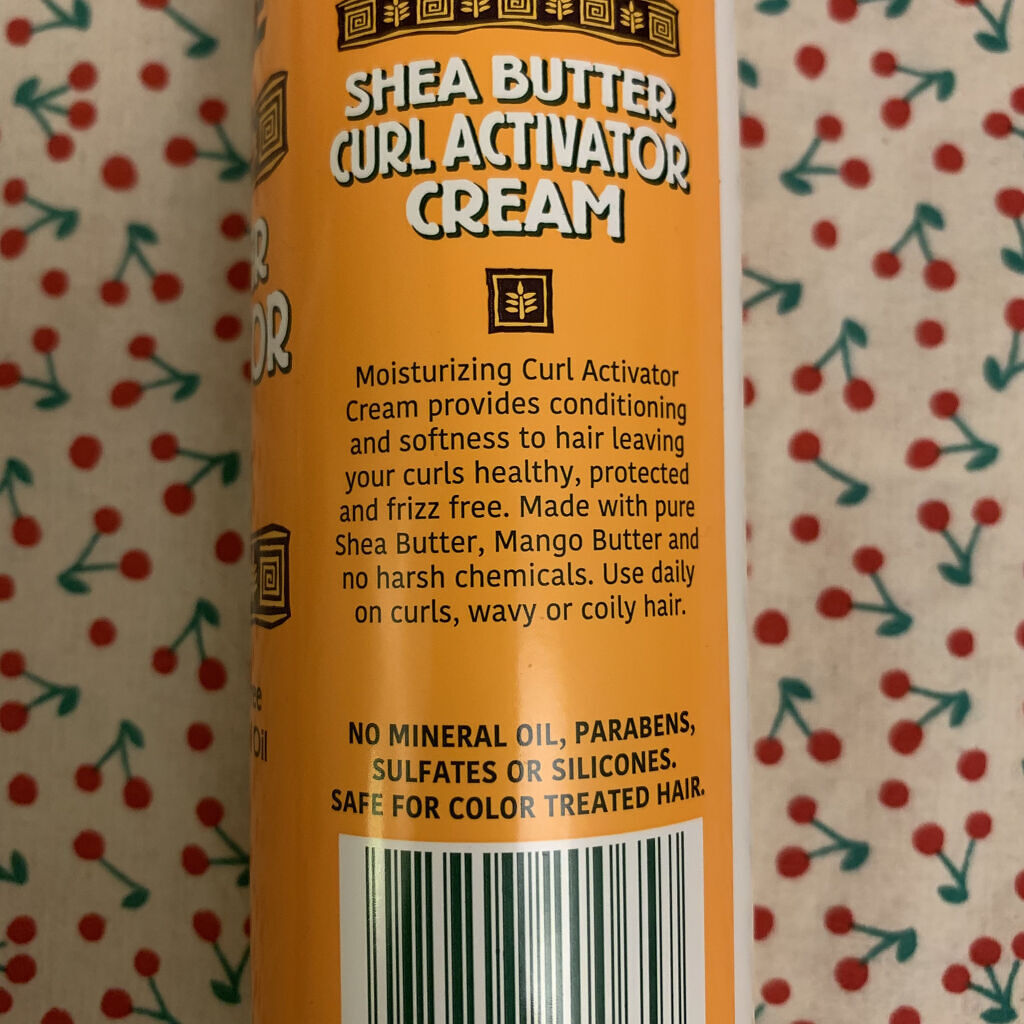 SHEA BUTTER
CURL ACTIVATOR
CREAM
Moisturizing Curl Activator
Cream provides conditioning
and softness to hair leaving
your curls healthy, protected
and frizz free. Made with pure
Shea Butter, Mango Butter and
no harsh chemicals. Use daily
on curls, wavy or coily hair.
NO MINERAL OIL, PARABENS,
SULFATES OR SILICONES.
SAFE FOR COLOR TREATED HAIR.
Oil